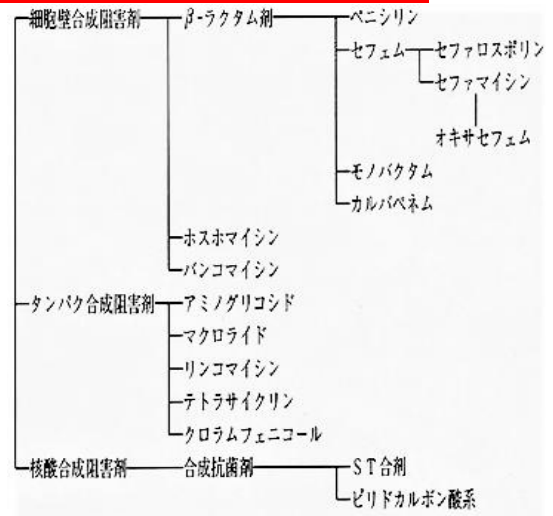 細胞壁合成阻害剤 β-ラクタム剤 ペニシリン
セフェム セファロスポリン
セファマイシン
オキサセフェム
モノバクタム
カルバペネム
ホスホマイシン
バンコマイシン
タンパク合成阻害剤 アミノグリコシド
マクロライド
リンコマイシン
テトラサイクリン
クロラムフェニコール
核酸合成阻害剤 合成抗菌剤 ST合剤
ピリドカルボン酸系